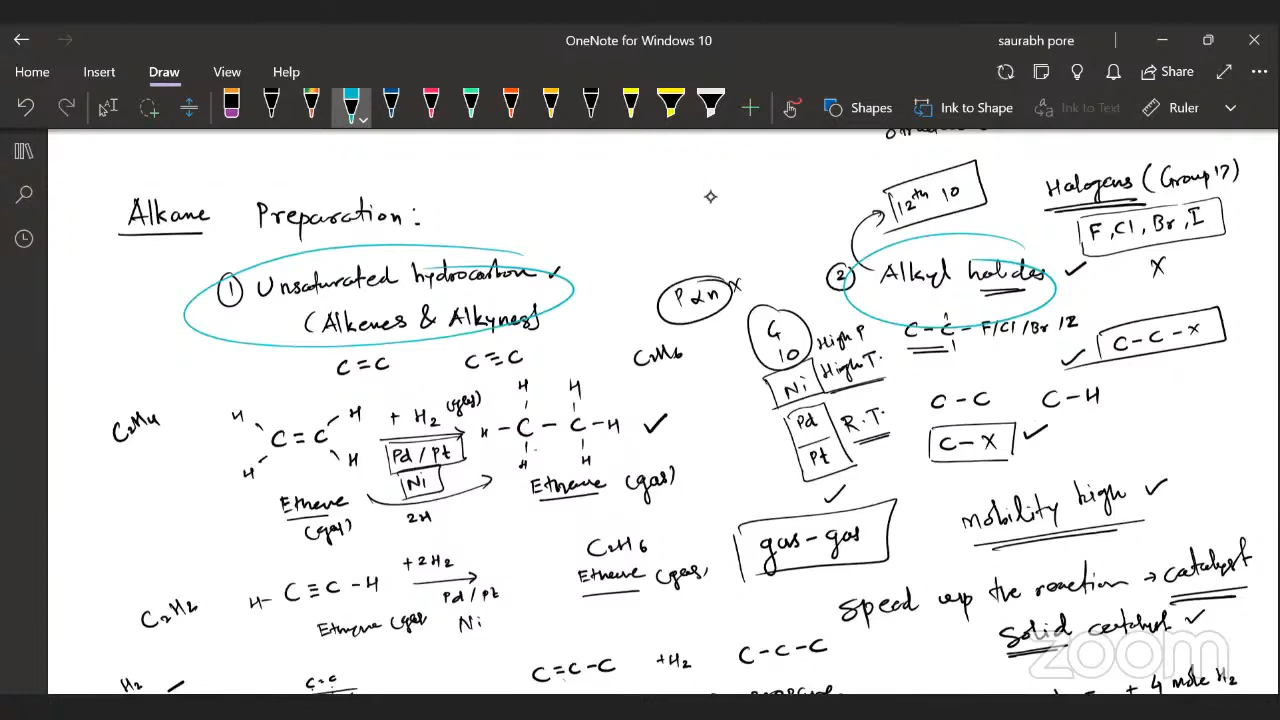 OneNote for Windows 10
saurabh pore
Home Insert Draw View Help
Share
Shapes
Ink to Shape
Ink to Text
Ruler
Alkane Preparation:
① Unsaturated hydrocarbon ✓
(Alkenes & Alkynes)
C=C C≡C C2H6
C2H4
H H
C=C
H H
+ H2 (gas)
Pd/Pt
Ni
2H
H H
H-C-C-H ✓
H H
Ethene (gas)
Ethane (gas)
C2H2 H-C≡C-H
+2H2
Pd/Pt
Ni
Ethyne (gas
C2H6
Ethane (gas,
H2
C=C
C=C-C +H2 C-C-C
P α n x
G
10
Ni High P
High T.
Pd
Pt
R.T.
✓
gas-gas
12th 10
② Alkyl halides ✓
Halogens (Group 17)
F, Cl, Br, I
X
C-C-F/Cl/Br/I
C-C-X
C-C C-H
C-X ✓
mobility high ✓
Speed up the reaction → catalyst
Solid catalyst ✓
zoom
+ 4 mole H2